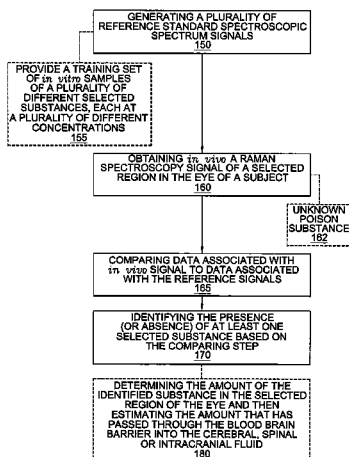 GENERATING A PLURALITY OF
REFERENCE STANDARD SPECTROSCOPIC
SPECTRUM SIGNALS
150
PROVIDE A TRAINING SET
OF in vitro SAMPLES
OF A PLURALITY OF
DIFFERENT SELECTED
SUBSTANCES, EACH AT
A PLURALITY OF DIFFERENT
CONCENTRATIONS
155
OBTAINING in vivo A RAMAN
SPECTROSCOPY SIGNAL OF A SELECTED
REGION IN THE EYE OF A SUBJECT
160
UNKNOWN
POISON
SUBSTANCE
162
COMPARING DATA ASSOCIATED WITH
in vivo SIGNAL TO DATA ASSOCIATED
WITH THE REFERENCE SIGNALS
165
IDENTIFYING THE PRESENCE
(OR ABSENCE) OF AT LEAST ONE
SELECTED SUBSTANCE BASED ON
THE COMPARING STEP
170
DETERMINING THE AMOUNT OF THE
IDENTIFIED SUBSTANCE IN THE SELECTED
REGION OF THE EYE AND THEN
ESTIMATING THE AMOUNT THAT HAS
PASSED THROUGH THE BLOOD BRAIN
BARRIER INTO THE CEREBRAL, SPINAL
OR INTRACRANIAL FLUID
180